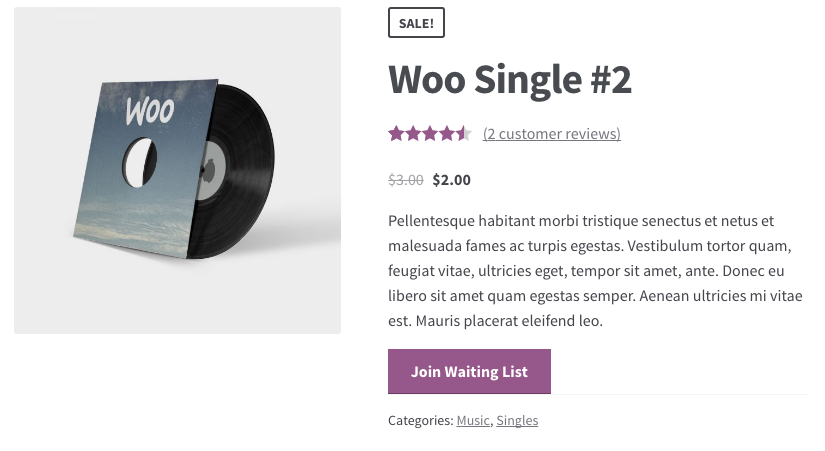 Woo
SALE!
Woo Single #2
(2 customer reviews)
$3.00 $2.00
Pellentesque habitant morbi tristique senectus et netus et
malesuada fames ac turpis egestas. Vestibulum tortor quam,
feugiat vitae, ultricies eget, tempor sit amet, ante. Donec eu
libero sit amet quam egestas semper. Aenean ultricies mi vitae
est. Mauris placerat eleifend leo.
Join Waiting List
Categories: Music, Singles